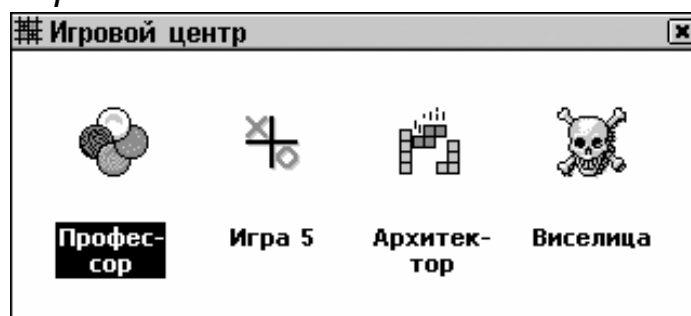 Игровой центр
Профес-
сор
Игра 5
Архитек-
тор
Виселица